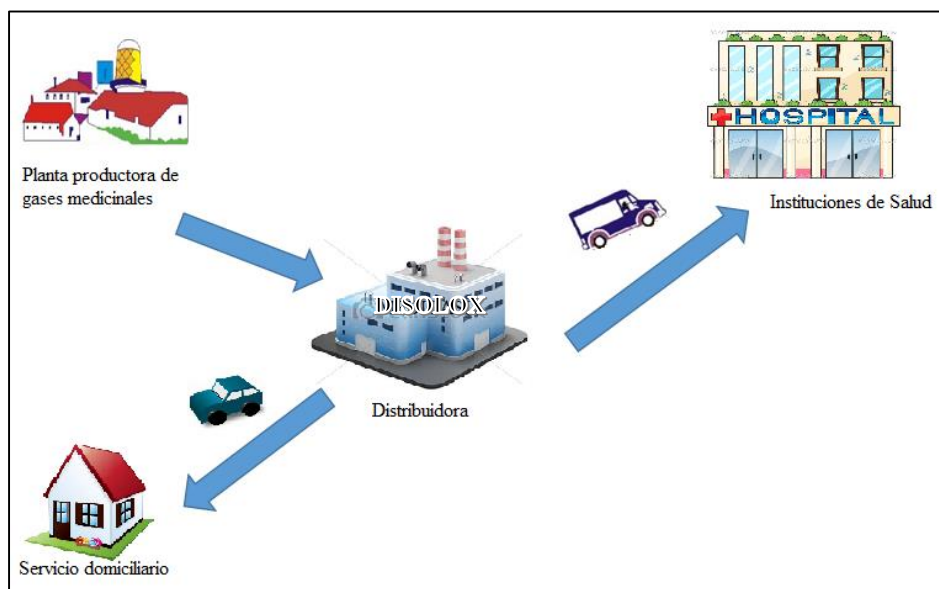 HOSPITAL
Planta productora de
gases medicinales
Instituciones de Salud
DISOLOX
Distribuidora
Servicio domiciliario